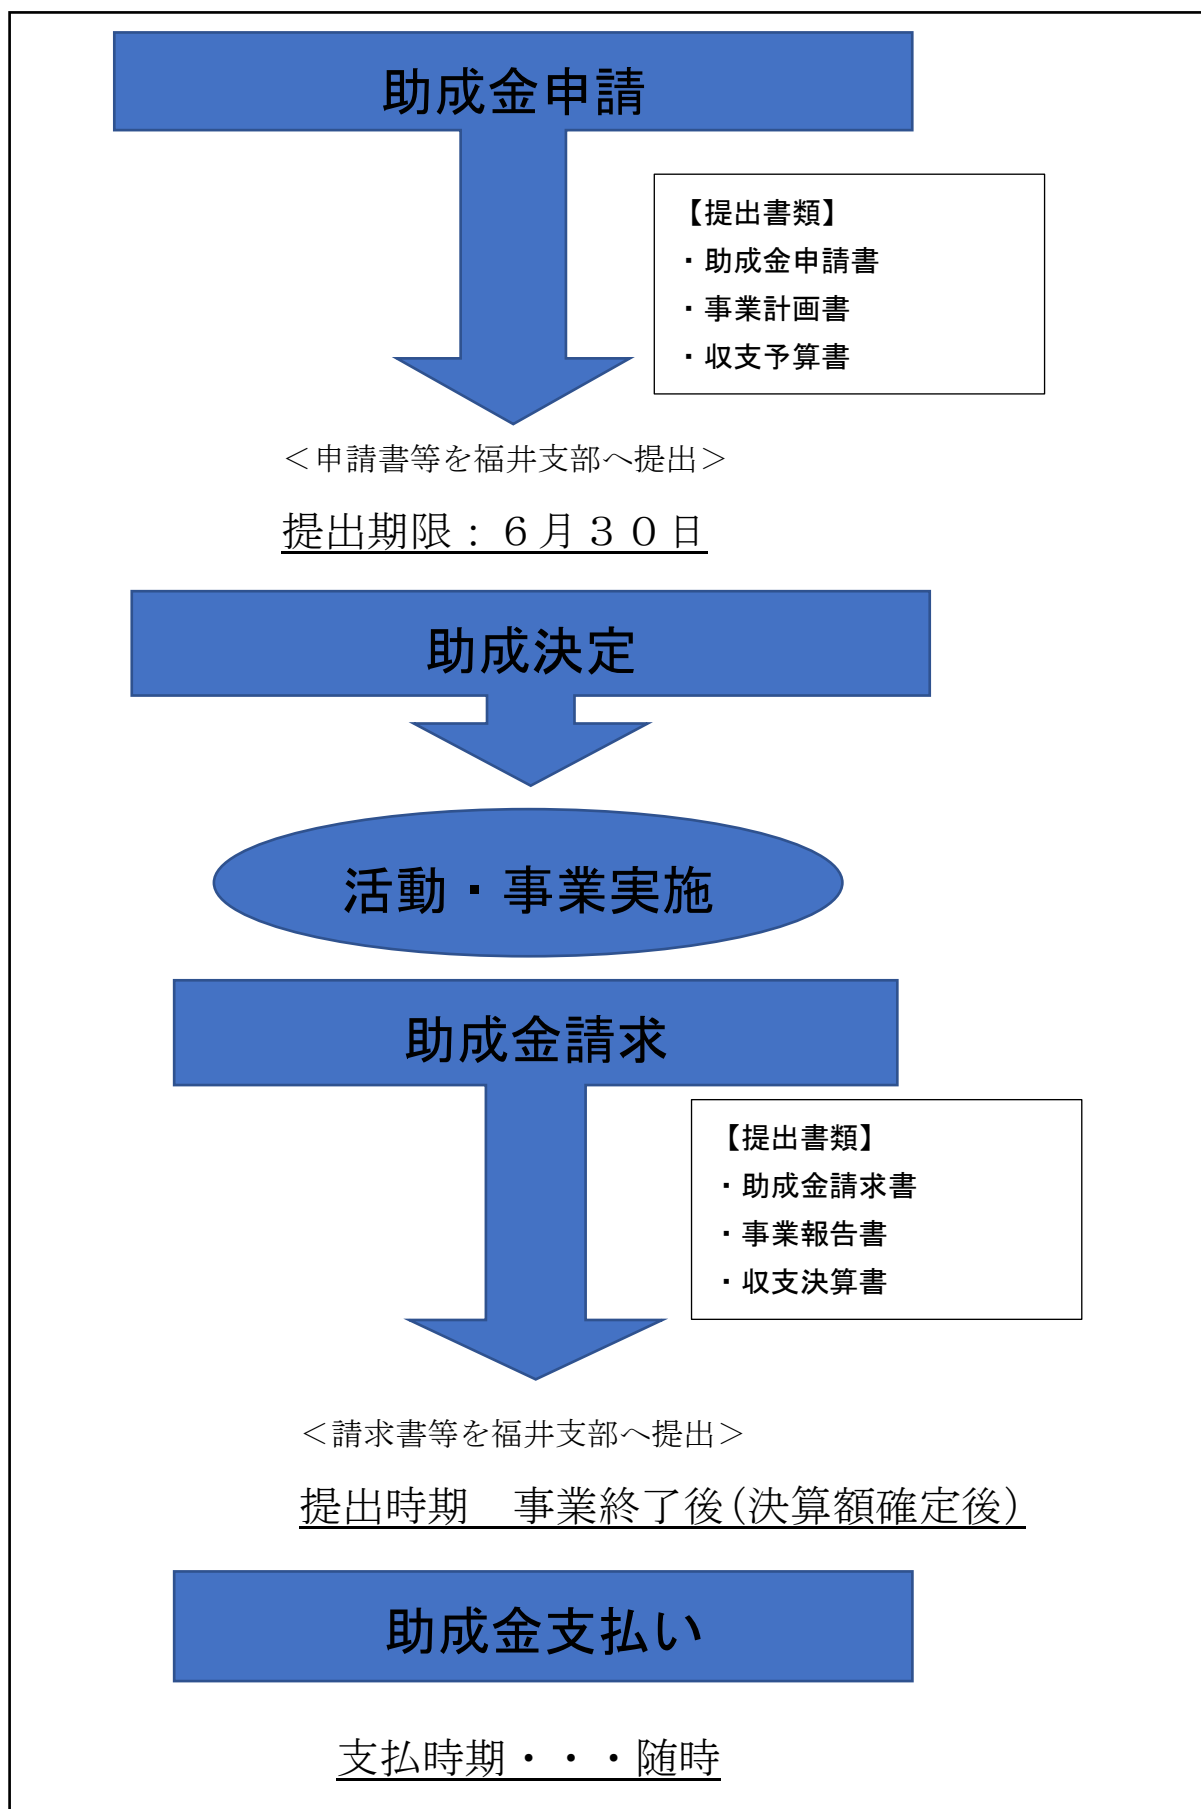 助成金申請
【提出書類】
・助成金申請書
・事業計画書
・収支予算書
＜申請書等を福井支部へ提出＞
提出期限：６月３０日
助成決定
活動・事業実施
助成金請求
【提出書類】
・助成金請求書
・事業報告書
・収支決算書
＜請求書等を福井支部へ提出＞
提出時期　事業終了後(決算額確定後)
助成金支払い
支払時期・・・随時